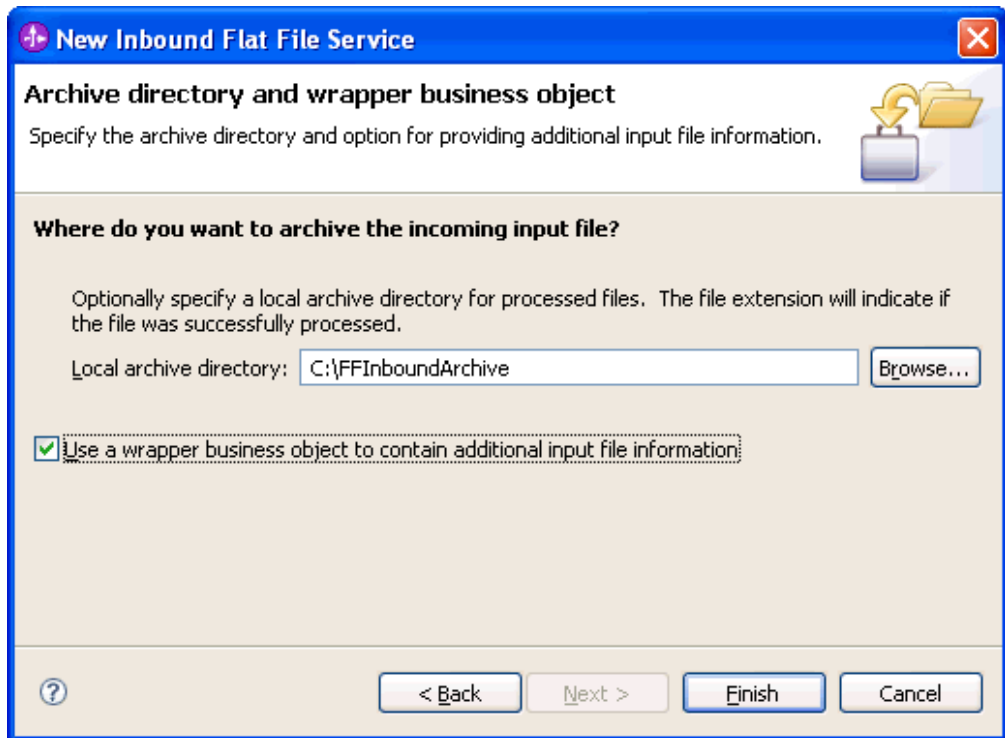 New Inbound Flat File Service
Archive directory and wrapper business object
Specify the archive directory and option for providing additional input file information.
Where do you want to archive the incoming input file?
Optionally specify a local archive directory for processed files. The file extension will indicate if
the file was successfully processed.
Local archive directory: C:\FFInboundArchive Browse...
Use a wrapper business object to contain additional input file information
? < Back Next > Finish Cancel